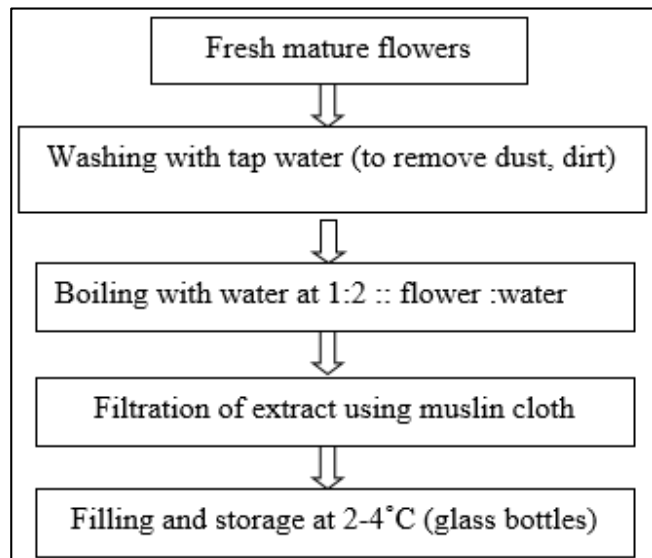 Fresh mature flowers
Washing with tap water (to remove dust, dirt)
Boiling with water at 1:2 :: flower :water
Filtration of extract using muslin cloth
Filling and storage at 2-4˚C (glass bottles)